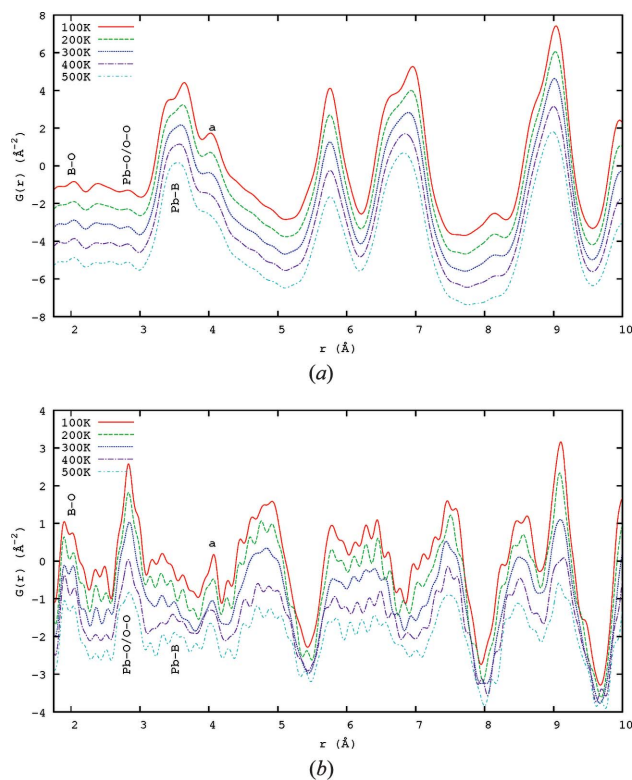 8
6
4
2
0
-2
-4
-6
-8
G(r) (Å⁻²)
100K
200K
300K
400K
500K
B-O
Pb-O/O-O
Pb-B
a
2 3 4 5 6 7 8 9 10
r (Å)
(a)
4
3
2
1
0
-1
-2
-3
-4
G(r) (Å⁻²)
100K
200K
300K
400K
500K
B-O
a
Pb-O/O-O
Pb-B
2 3 4 5 6 7 8 9 10
r (Å)
(b)